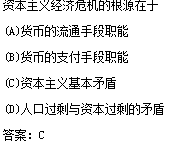 资本主义经济危机的根源在于
(A)货币的流通手段职能
(B)货币的支付手段职能
(C)资本主义基本矛盾
(D)人口过剩与资本过剩的矛盾
答案：C